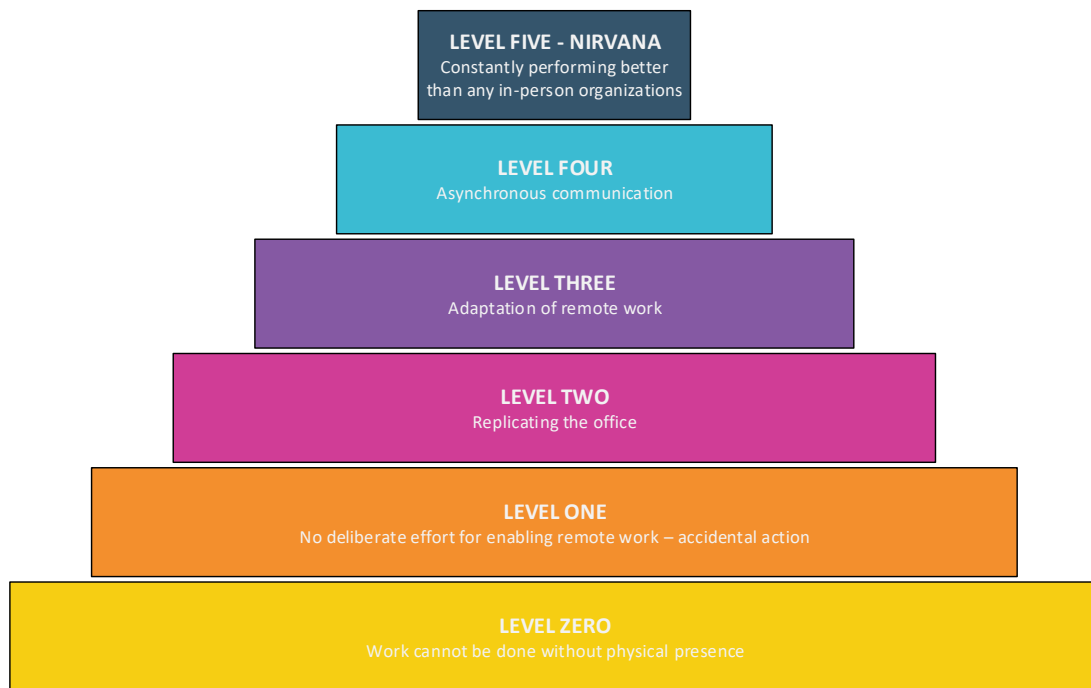 LEVEL FIVE - NIRVANA
Constantly performing better
than any in-person organizations
LEVEL FOUR
Asynchronous communication
LEVEL THREE
Adaptation of remote work
LEVEL TWO
Replicating the office
LEVEL ONE
No deliberate effort for enabling remote work – accidental action
LEVEL ZERO
Work cannot be done without physical presence